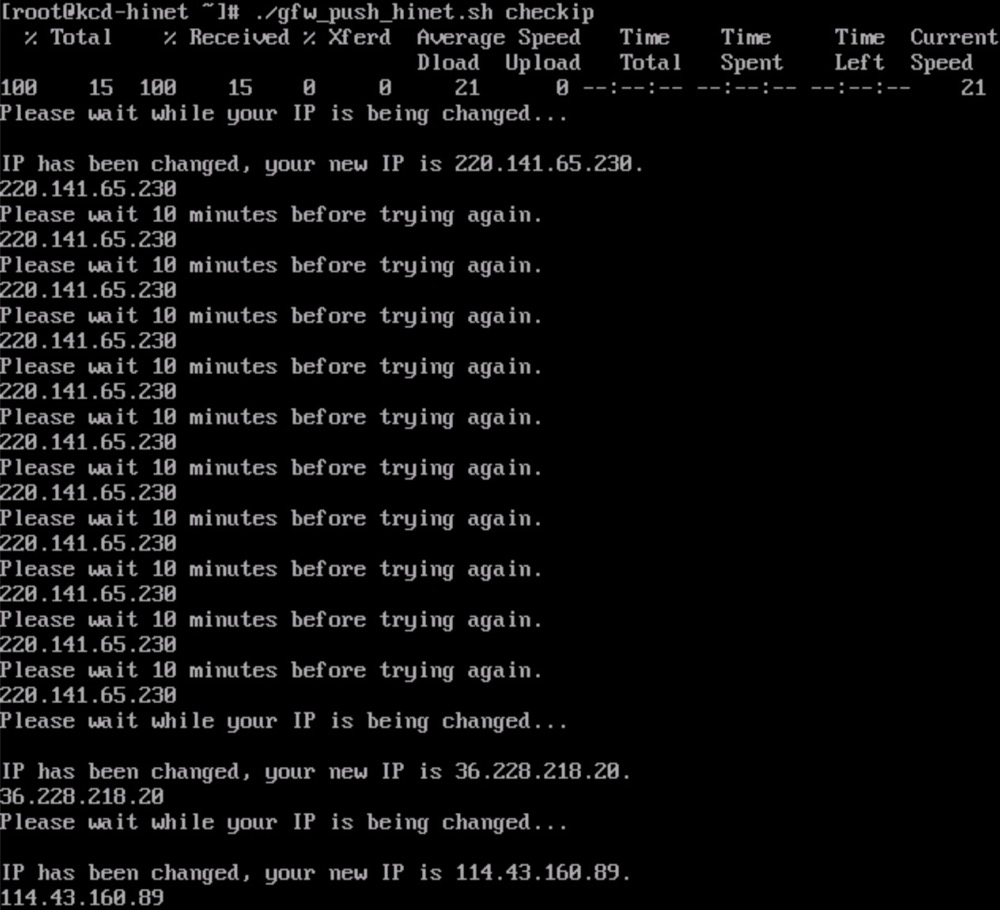 [root@kcd-hinet ~]# ./gfw_push_hinet.sh checkip
% Total % Received % Xferd Average Speed Time Time Time Current
Dload Upload Total Spent Left Speed
100 15 100 15 0 0 21 0 --:--:-- --:--:-- --:--:-- 21
Please wait while your IP is being changed...
IP has been changed, your new IP is 220.141.65.230.
220.141.65.230
Please wait 10 minutes before trying again.
220.141.65.230
Please wait 10 minutes before trying again.
220.141.65.230
Please wait 10 minutes before trying again.
220.141.65.230
Please wait 10 minutes before trying again.
220.141.65.230
Please wait 10 minutes before trying again.
220.141.65.230
Please wait 10 minutes before trying again.
220.141.65.230
Please wait 10 minutes before trying again.
220.141.65.230
Please wait 10 minutes before trying again.
220.141.65.230
Please wait 10 minutes before trying again.
220.141.65.230
Please wait 10 minutes before trying again.
220.141.65.230
Please wait while your IP is being changed...
IP has been changed, your new IP is 36.228.218.20.
36.228.218.20
Please wait while your IP is being changed...
IP has been changed, your new IP is 114.43.160.89.
114.43.160.89